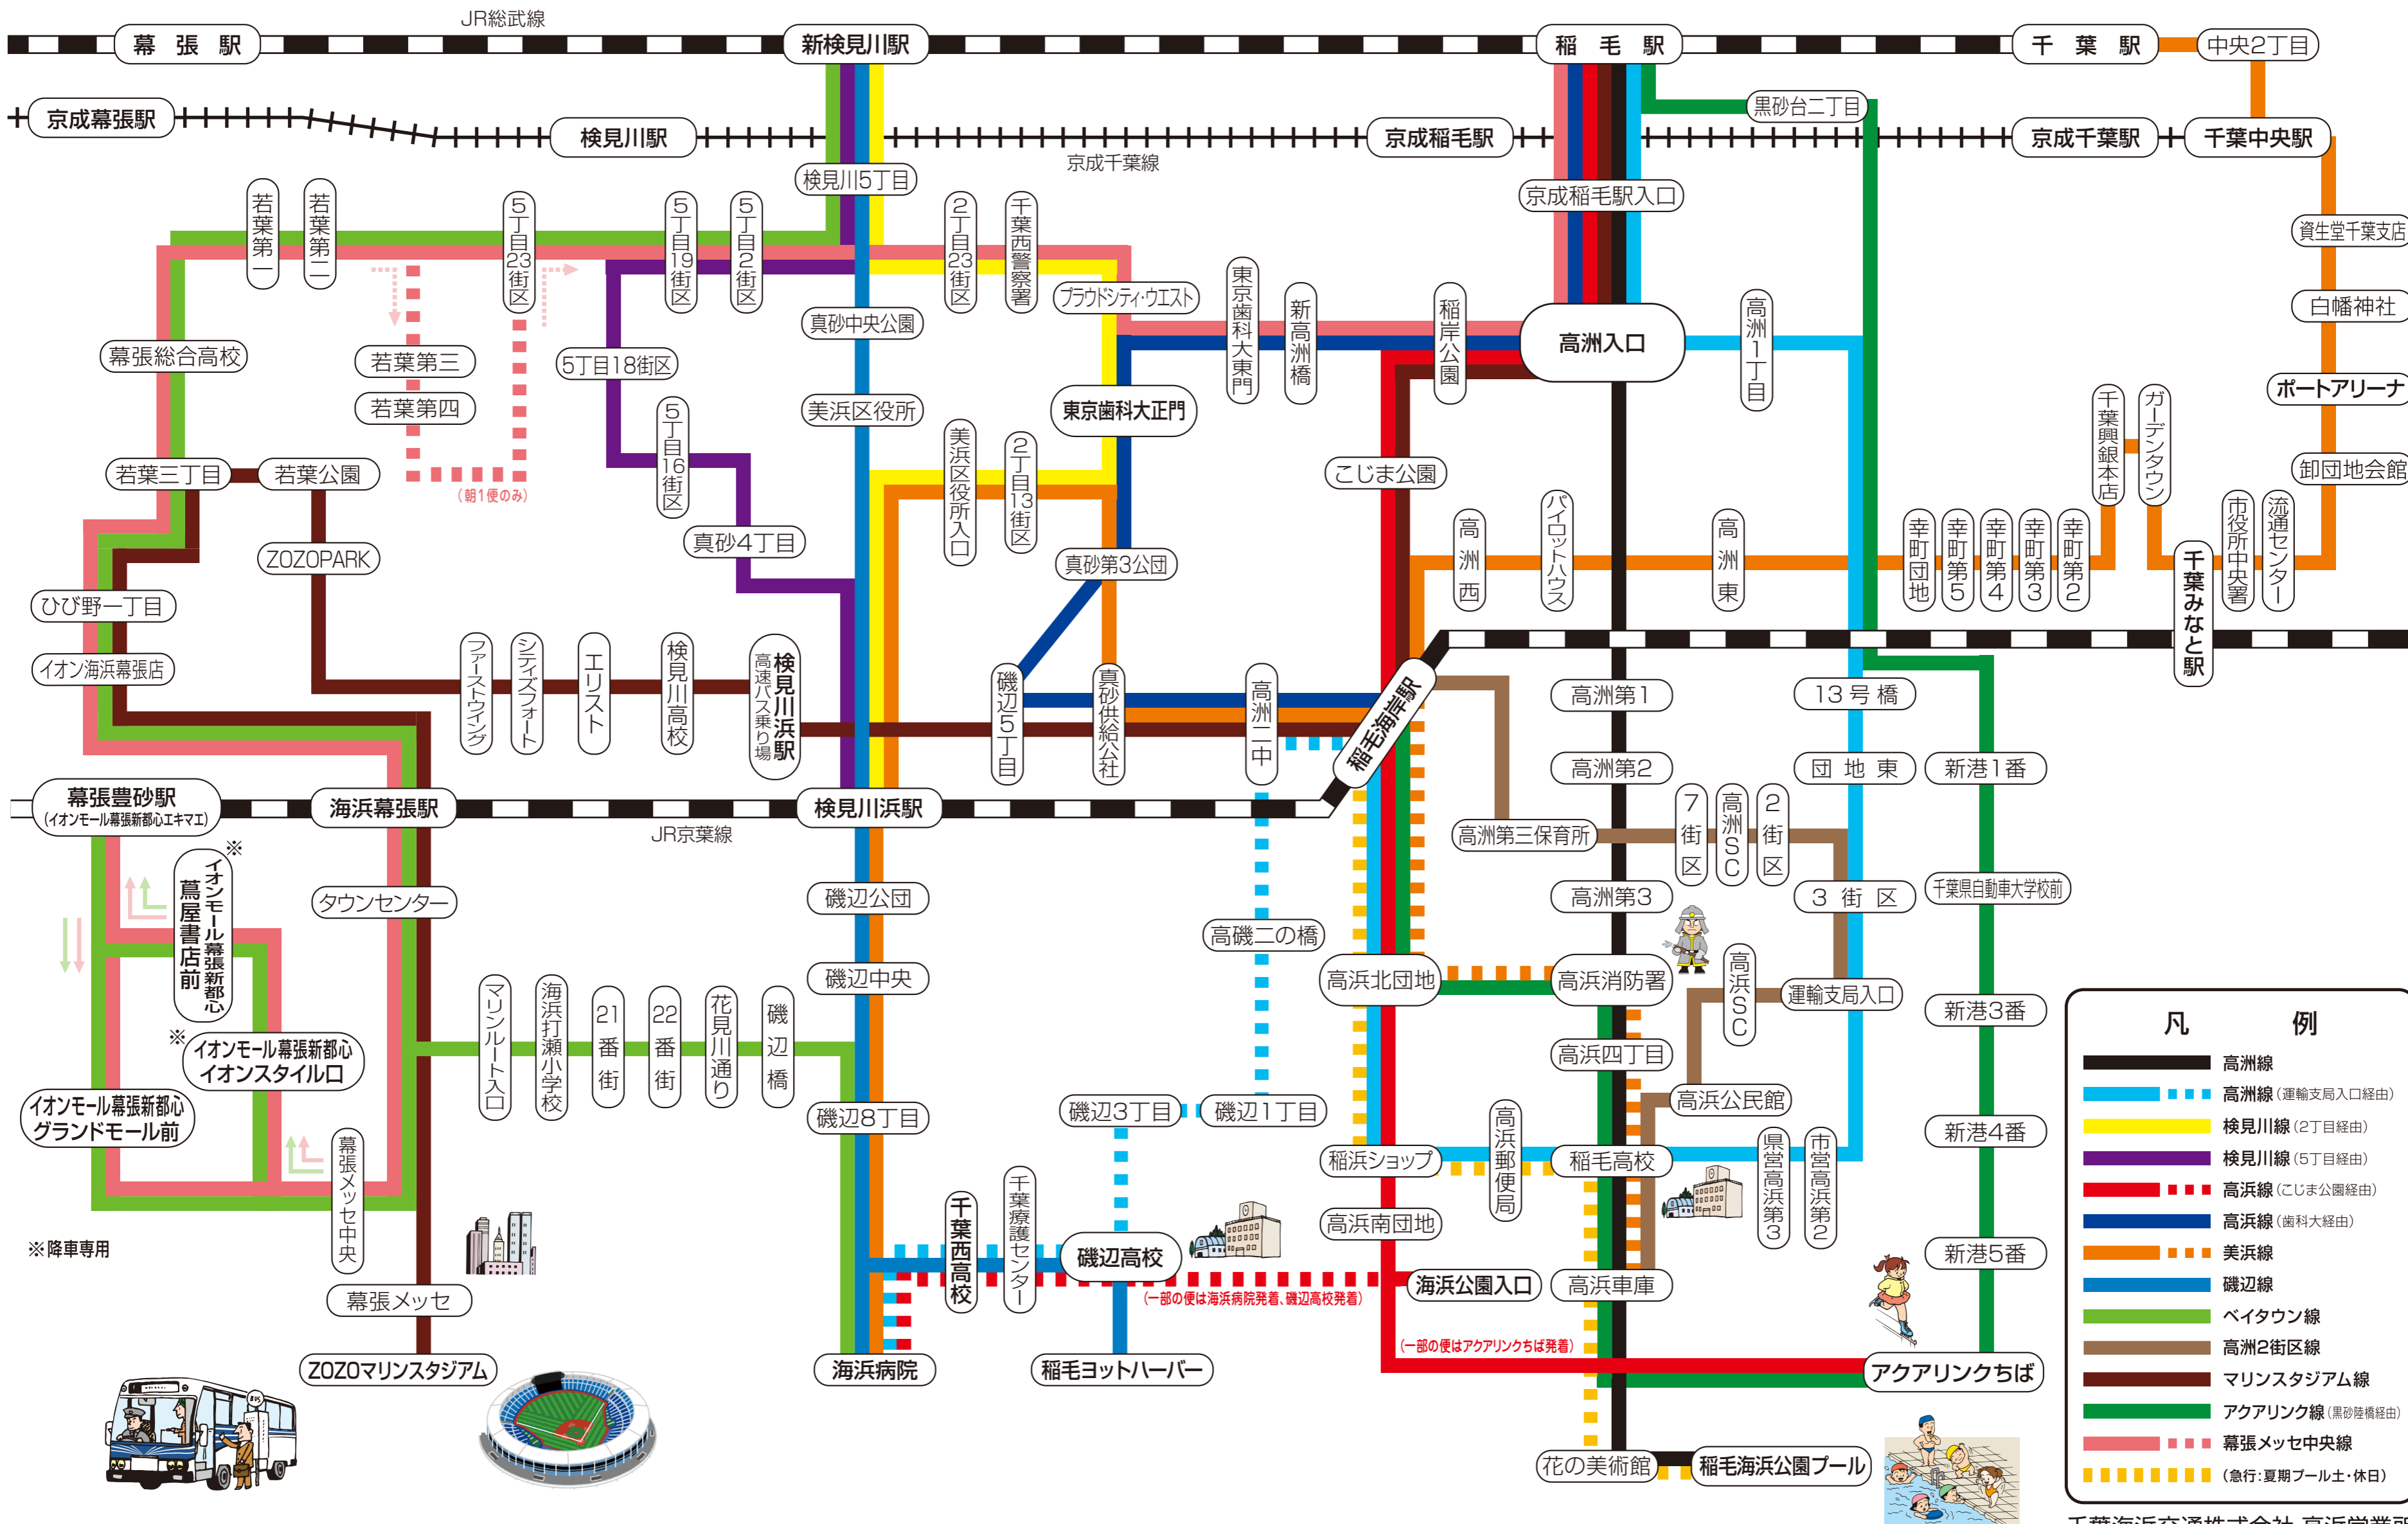 JR総武線
幕張駅
新検見川駅
稲毛駅
千葉駅
中央2丁目
京成幕張駅
検見川駅
京成千葉線
京成稲毛駅
京成千葉駅
千葉中央駅
黒砂台二丁目
検見川5丁目
京成稲毛駅入口
若葉第一
若葉第二
5丁目23街区
5丁目19街区
5丁目2街区
2丁目23街区
千葉西警察署
プラウドシティ・ウエスト
東京歯科大東門
新高洲橋
稲岸公園
高洲入口
高洲1丁目
資生堂千葉支店
白幡神社
ポートアリーナ
卸団地会館
幕張総合高校
若葉第三
若葉第四
(朝1便のみ)
5丁目18街区
5丁目16街区
真砂4丁目
真砂中央公園
美浜区役所
東京歯科大正門
美浜区役所入口
2丁目13街区
真砂第3公団
こじま公園
若葉三丁目
若葉公園
ZOZOPARK
高洲西
パイロットハウス
高洲東
幸町団地
幸町第5
幸町第4
幸町第3
幸町第2
千葉興銀本店
ガーデンタウン
千葉みなと駅
市役所中央署
流通センター
ひび野一丁目
イオン海浜幕張店
ファーストウイング
シティズフォート
エリスト
検見川高校
検見川浜駅
高速バス乗り場
磯辺5丁目
真砂供給公社
高洲二中
稲毛海岸駅
高洲第1
13号橋
高洲第2
団地東
新港1番
幕張豊砂駅
(イオンモール幕張新都心エキマエ)
海浜幕張駅
検見川浜駅
JR京葉線
高洲第三保育所
7街区
高洲SC
2街区
高洲第3
3街区
千葉県自動車大学校前
※
イオンモール幕張新都心
蔦屋書店前
タウンセンター
磯辺公団
高磯二の橋
磯辺中央
高浜北団地
高浜消防署
高浜SC
運輸支局入口
新港3番
※
イオンモール幕張新都心
イオンスタイル口
マリンルート入口
海浜打瀬小学校
21番街
22番街
花見川通り
磯辺橋
高浜四丁目
イオンモール幕張新都心
グランドモール前
磯辺8丁目
磯辺3丁目
磯辺1丁目
高浜公民館
新港4番
幕張メッセ中央
稲浜ショップ
高浜郵便局
稲毛高校
県営高浜第3
市営高浜第2
※降車専用
千葉西高校
千葉療護センター
磯辺高校
高浜南団地
新港5番
(一部の便は海浜病院発着、磯辺高校発着)
海浜公園入口
高浜車庫
幕張メッセ
(一部の便はアクアリンクちば発着)
ZOZOマリンスタジアム
海浜病院
稲毛ヨットハーバー
アクアリンクちば
BUS
花の美術館
稲毛海浜公園プール
凡例
高洲線
高洲線(運輸支局入口経由)
検見川線(2丁目経由)
検見川線(5丁目経由)
高浜線(こじま公園経由)
高浜線(歯科大経由)
美浜線
磯辺線
ベイタウン線
高洲2街区線
マリンスタジアム線
アクアリンク線(黒砂陸橋経由)
幕張メッセ中央線
(急行:夏期プール土・休日)
千葉海浜交通株式会社 高浜営業所